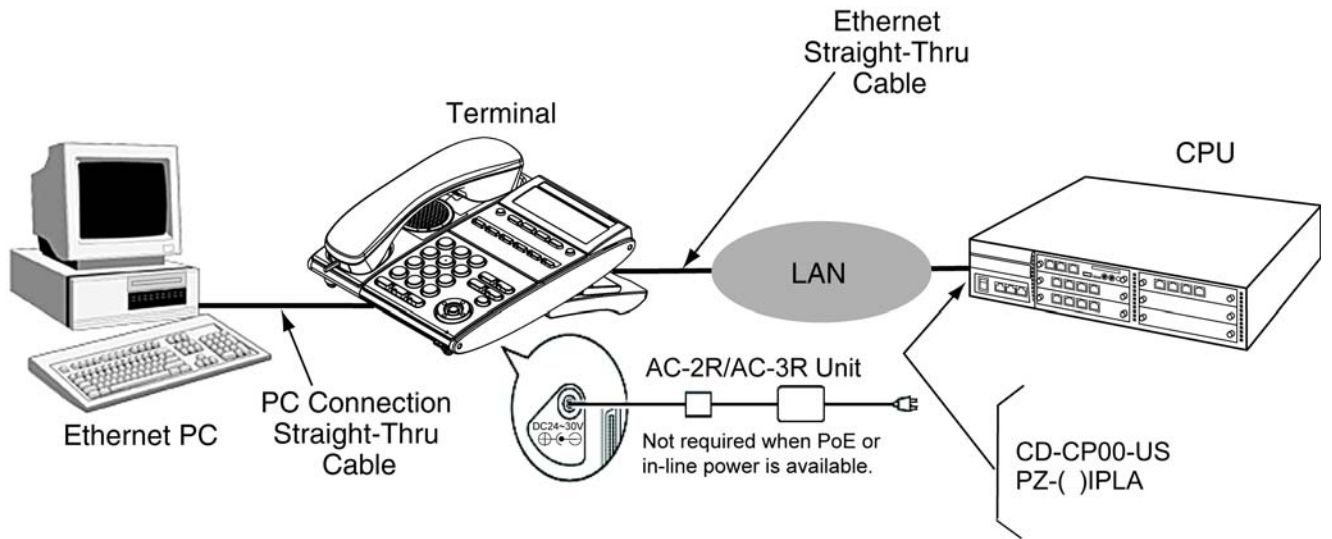 Ethernet
Straight-Thru
Cable
Terminal
CPU
LAN
AC-2R/AC-3R Unit
DC24~30V
Not required when PoE or
in-line power is available.
PC Connection
Straight-Thru
Cable
Ethernet PC
CD-CP00-US
PZ-( )IPLA